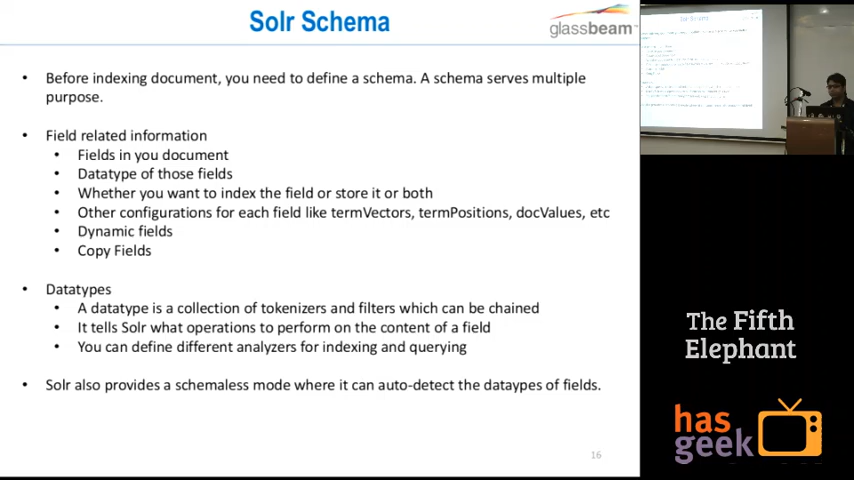 Solr Schema
glassbeam
• Before indexing document, you need to define a schema. A schema serves multiple
purpose.
• Field related information
• Fields in you document
• Datatype of those fields
• Whether you want to index the field or store it or both
• Other configurations for each field like termVectors, termPositions, docValues, etc
• Dynamic fields
• Copy Fields
• Datatypes
• A datatype is a collection of tokenizers and filters which can be chained
• It tells Solr what operations to perform on the content of a field
• You can define different analyzers for indexing and querying
• Solr also provides a schemaless mode where it can auto-detect the dataypes of fields.
16
The Fifth
Elephant
has
geek